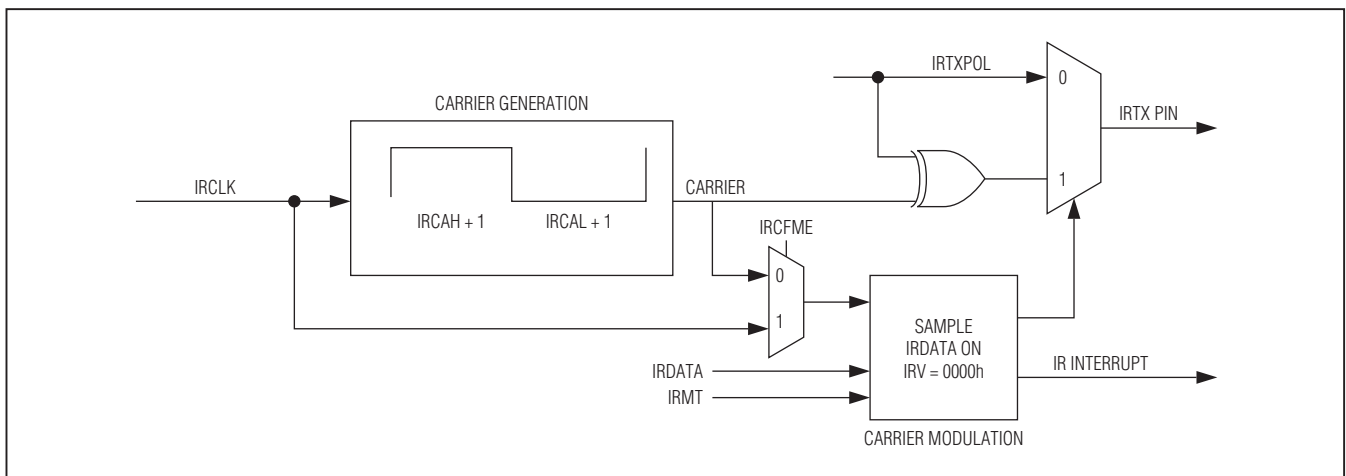 IRTXPOL
0
CARRIER GENERATION
IRTX PIN
IRCLK
CARRIER
1
IRCAH + 1
IRCAL + 1
IRCFME
0
1
SAMPLE
IRDATA ON
IRV = 0000h
IRDATA
IR INTERRUPT
IRMT
CARRIER MODULATION